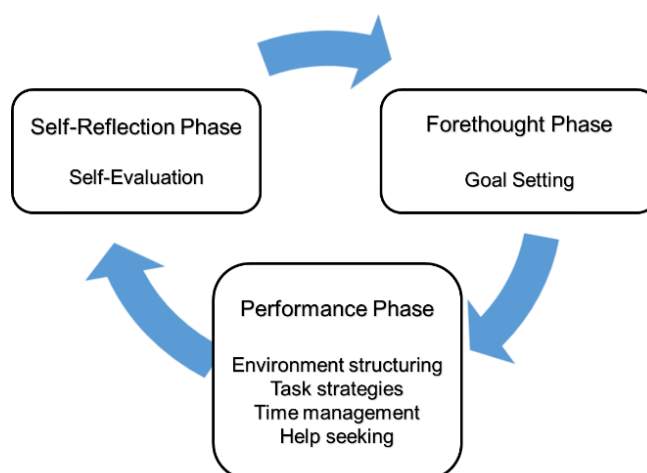 Self-Reflection Phase
Self-Evaluation
Forethought Phase
Goal Setting
Performance Phase
Environment structuring
Task strategies
Time management
Help seeking